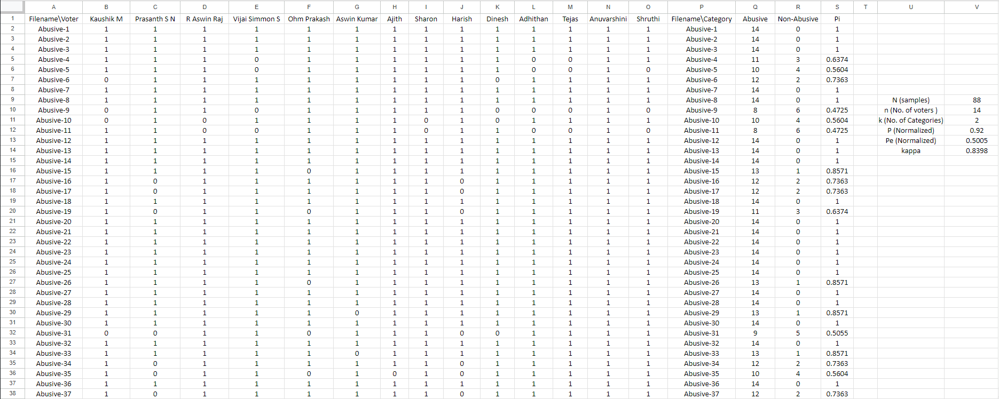 A B C D E F G H I J K L M N O P Q R S T U V
1 Filename\Voter Kaushik M Prasanth S N R Aswin Raj Vijai Simmon S Ohm Prakash Aswin Kumar Ajith Sharon Harish Dinesh Adhithan Tejas Anuvarshini Shruthi Filename\Category Abusive Non-Abusive Pi
2 Abusive-1 1 1 1 1 1 1 1 1 1 1 1 1 1 1 Abusive-1 14 0 1
3 Abusive-2 1 1 1 1 1 1 1 1 1 1 1 1 1 1 Abusive-2 14 0 1
4 Abusive-3 1 1 1 1 1 1 1 1 1 1 1 1 1 1 Abusive-3 14 0 1
5 Abusive-4 1 1 1 0 1 1 1 1 1 1 0 0 1 1 Abusive-4 11 3 0.6374
6 Abusive-5 1 1 1 0 1 1 1 1 1 1 0 0 1 0 Abusive-5 10 4 0.5604
7 Abusive-6 0 1 1 1 1 1 1 1 1 0 1 1 1 1 Abusive-6 12 2 0.7363
8 Abusive-7 1 1 1 1 1 1 1 1 1 1 1 1 1 1 Abusive-7 14 0 1
9 Abusive-8 1 1 1 1 1 1 1 1 1 1 1 1 1 1 Abusive-8 14 0 1 N (samples) 88
10 Abusive-9 0 1 1 0 1 1 1 1 1 0 0 0 1 0 Abusive-9 8 6 0.4725 n (No. of voters ) 14
11 Abusive-10 0 1 0 1 1 1 1 0 1 0 1 1 1 1 Abusive-10 10 4 0.5604 k (No. of Categories) 2
12 Abusive-11 1 1 0 0 1 1 1 0 1 1 0 0 1 0 Abusive-11 8 6 0.4725 P (Normalized) 0.92
13 Abusive-12 1 1 1 1 1 1 1 1 1 1 1 1 1 1 Abusive-12 14 0 1 Pe (Normalized) 0.5005
14 Abusive-13 1 1 1 1 1 1 1 1 1 1 1 1 1 1 Abusive-13 14 0 1 kappa 0.8398
15 Abusive-14 1 1 1 1 1 1 1 1 1 1 1 1 1 1 Abusive-14 14 0 1
16 Abusive-15 1 1 1 1 0 1 1 1 1 1 1 1 1 1 Abusive-15 13 1 0.8571
17 Abusive-16 1 0 1 1 1 1 1 1 0 1 1 1 1 1 Abusive-16 12 2 0.7363
18 Abusive-17 1 0 1 1 1 1 1 1 0 1 1 1 1 1 Abusive-17 12 2 0.7363
19 Abusive-18 1 1 1 1 1 1 1 1 1 1 1 1 1 1 Abusive-18 14 0 1
20 Abusive-19 1 0 1 1 0 1 1 1 0 1 1 1 1 1 Abusive-19 11 3 0.6374
21 Abusive-20 1 1 1 1 1 1 1 1 1 1 1 1 1 1 Abusive-20 14 0 1
22 Abusive-21 1 1 1 1 1 1 1 1 1 1 1 1 1 1 Abusive-21 14 0 1
23 Abusive-22 1 1 1 1 1 1 1 1 1 1 1 1 1 1 Abusive-22 14 0 1
24 Abusive-23 1 1 1 1 1 1 1 1 1 1 1 1 1 1 Abusive-23 14 0 1
25 Abusive-24 1 1 1 1 1 1 1 1 1 1 1 1 1 1 Abusive-24 14 0 1
26 Abusive-25 1 1 1 1 1 1 1 1 1 1 1 1 1 1 Abusive-25 14 0 1
27 Abusive-26 1 1 1 1 0 1 1 1 1 1 1 1 1 1 Abusive-26 13 1 0.8571
28 Abusive-27 1 1 1 1 1 1 1 1 1 1 1 1 1 1 Abusive-27 14 0 1
29 Abusive-28 1 1 1 1 1 1 1 1 1 1 1 1 1 1 Abusive-28 14 0 1
30 Abusive-29 1 1 1 1 1 0 1 1 1 1 1 1 1 1 Abusive-29 13 1 0.8571
31 Abusive-30 1 1 1 1 1 1 1 1 1 1 1 1 1 1 Abusive-30 14 0 1
32 Abusive-31 0 0 1 1 0 1 1 1 0 0 1 1 1 1 Abusive-31 9 5 0.5055
33 Abusive-32 1 1 1 1 1 1 1 1 1 1 1 1 1 1 Abusive-32 14 0 1
34 Abusive-33 1 1 1 1 1 0 1 1 1 1 1 1 1 1 Abusive-33 13 1 0.8571
35 Abusive-34 1 0 1 1 1 1 1 1 0 1 1 1 1 1 Abusive-34 12 2 0.7363
36 Abusive-35 1 0 1 1 0 1 0 1 0 1 1 1 1 1 Abusive-35 10 4 0.5604
37 Abusive-36 1 1 1 1 1 1 1 1 1 1 1 1 1 1 Abusive-36 14 0 1
38 Abusive-37 1 0 1 1 1 1 1 1 0 1 1 1 1 1 Abusive-37 12 2 0.7363